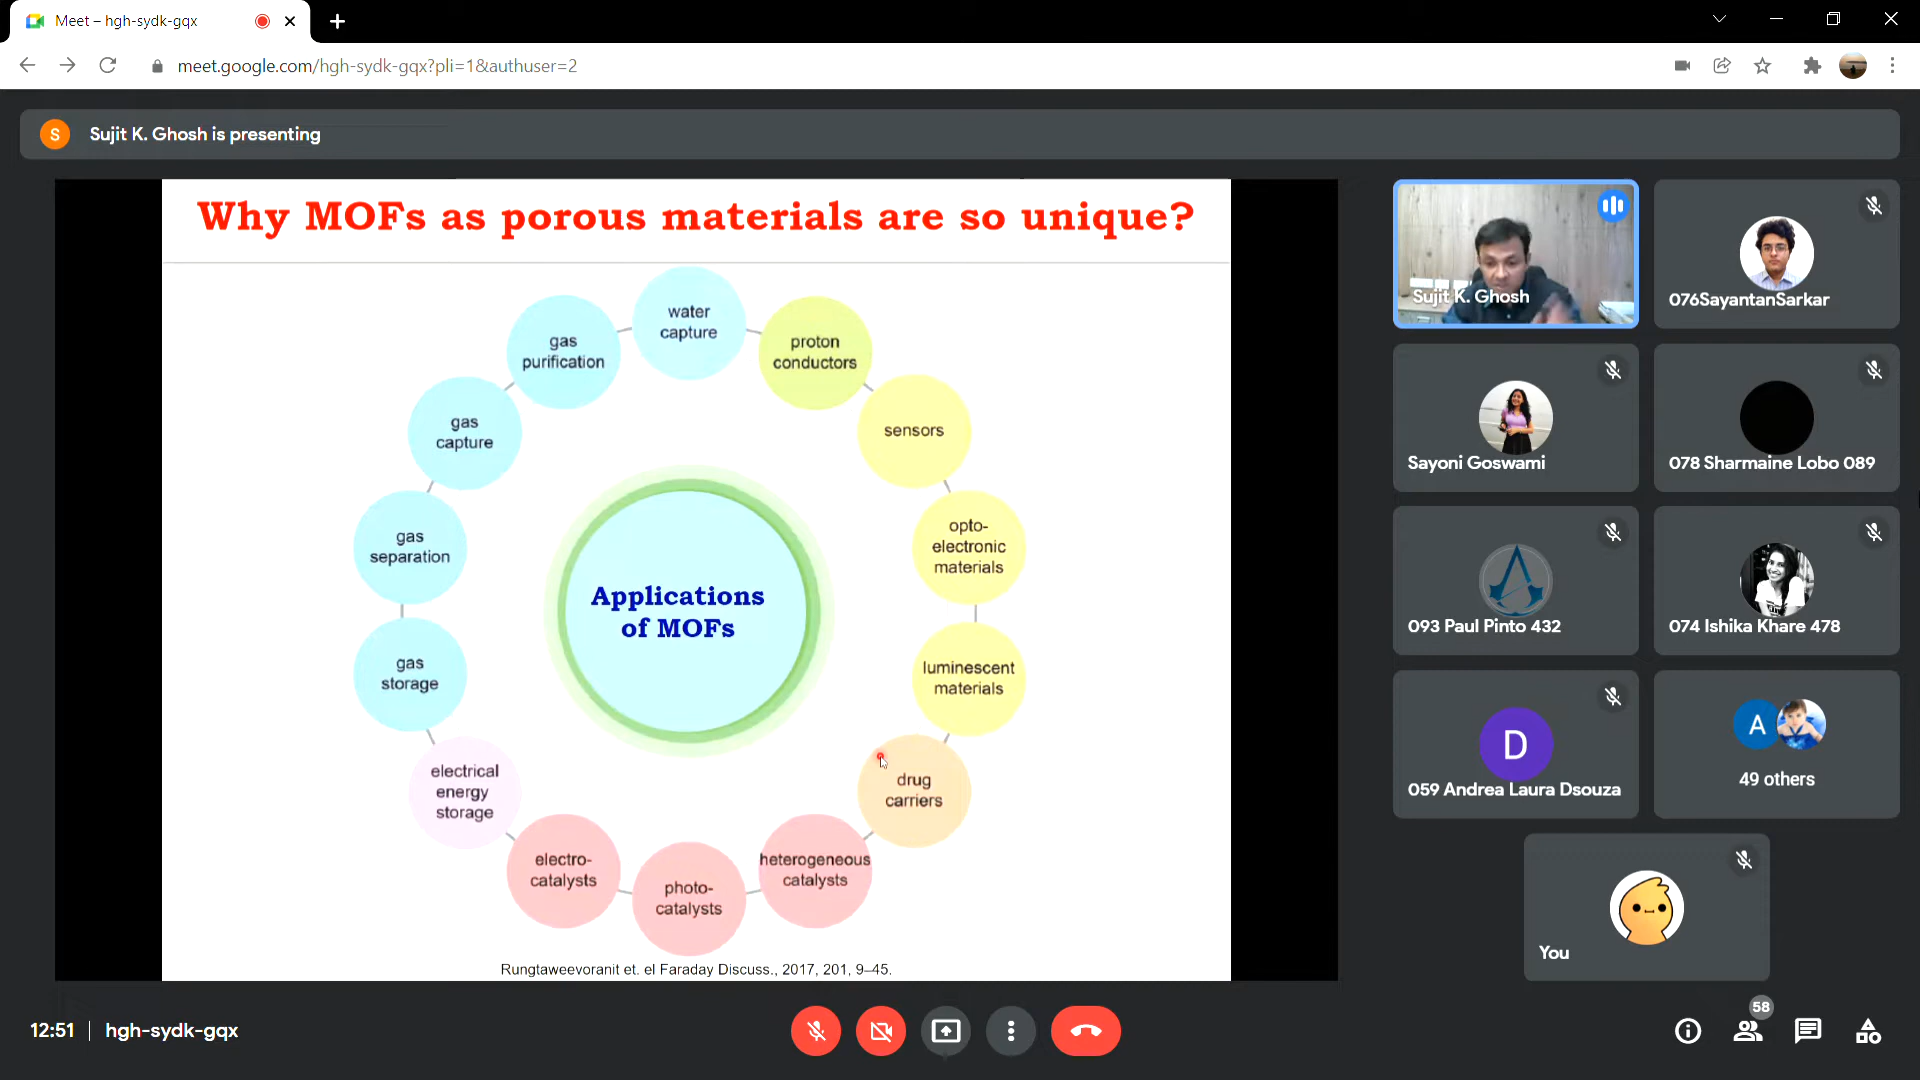 Meet – hgh-sydk-gqx
meet.google.com/hgh-sydk-gqx?pli=1&authuser=2
S
Sujit K. Ghosh is presenting
Why MOFs as porous materials are so unique?
water
capture
proton
conductors
sensors
opto-
electronic
materials
luminescent
materials
drug
carriers
heterogeneous
catalysts
photo-
catalysts
electro-
catalysts
electrical
energy
storage
gas
storage
gas
separation
gas
capture
gas
purification
Applications
of MOFs
Rungtaweevoranit et. el Faraday Discuss., 2017, 201, 9–45.
Sujit K. Ghosh
076SayantanSarkar
Sayoni Goswami
078 Sharmaine Lobo 089
093 Paul Pinto 432
074 Ishika Khare 478
D
059 Andrea Laura Dsouza
A
49 others
You
12:51 | hgh-sydk-gqx
58